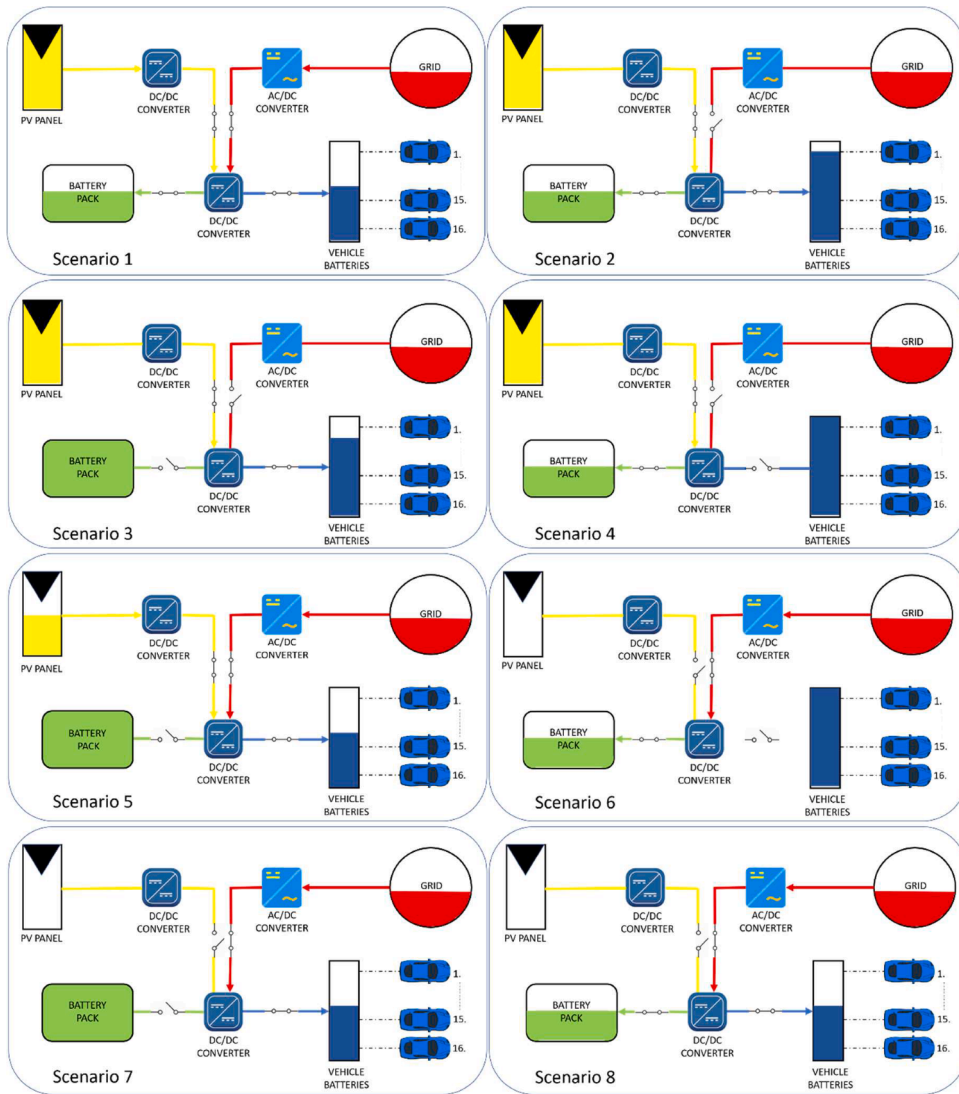 GRID
DC/DC
CONVERTER
AC/DC
CONVERTER
PV PANEL
1.
BATTERY
PACK
15.
DC/DC
CONVERTER
16.
VEHICLE
BATTERIES
Scenario 1
GRID
DC/DC
CONVERTER
AC/DC
CONVERTER
PV PANEL
1.
BATTERY
PACK
15.
DC/DC
CONVERTER
16.
VEHICLE
BATTERIES
Scenario 2
GRID
DC/DC
CONVERTER
AC/DC
CONVERTER
PV PANEL
1.
BATTERY
PACK
15.
DC/DC
CONVERTER
16.
VEHICLE
BATTERIES
Scenario 3
GRID
DC/DC
CONVERTER
AC/DC
CONVERTER
PV PANEL
1.
BATTERY
PACK
15.
DC/DC
CONVERTER
16.
VEHICLE
BATTERIES
Scenario 4
GRID
DC/DC
CONVERTER
AC/DC
CONVERTER
PV PANEL
1.
BATTERY
PACK
15.
DC/DC
CONVERTER
16.
VEHICLE
BATTERIES
Scenario 5
GRID
DC/DC
CONVERTER
AC/DC
CONVERTER
PV PANEL
1.
BATTERY
PACK
15.
DC/DC
CONVERTER
16.
VEHICLE
BATTERIES
Scenario 6
GRID
DC/DC
CONVERTER
AC/DC
CONVERTER
PV PANEL
1.
BATTERY
PACK
15.
DC/DC
CONVERTER
16.
VEHICLE
BATTERIES
Scenario 7
GRID
DC/DC
CONVERTER
AC/DC
CONVERTER
PV PANEL
1.
BATTERY
PACK
15.
DC/DC
CONVERTER
16.
VEHICLE
BATTERIES
Scenario 8